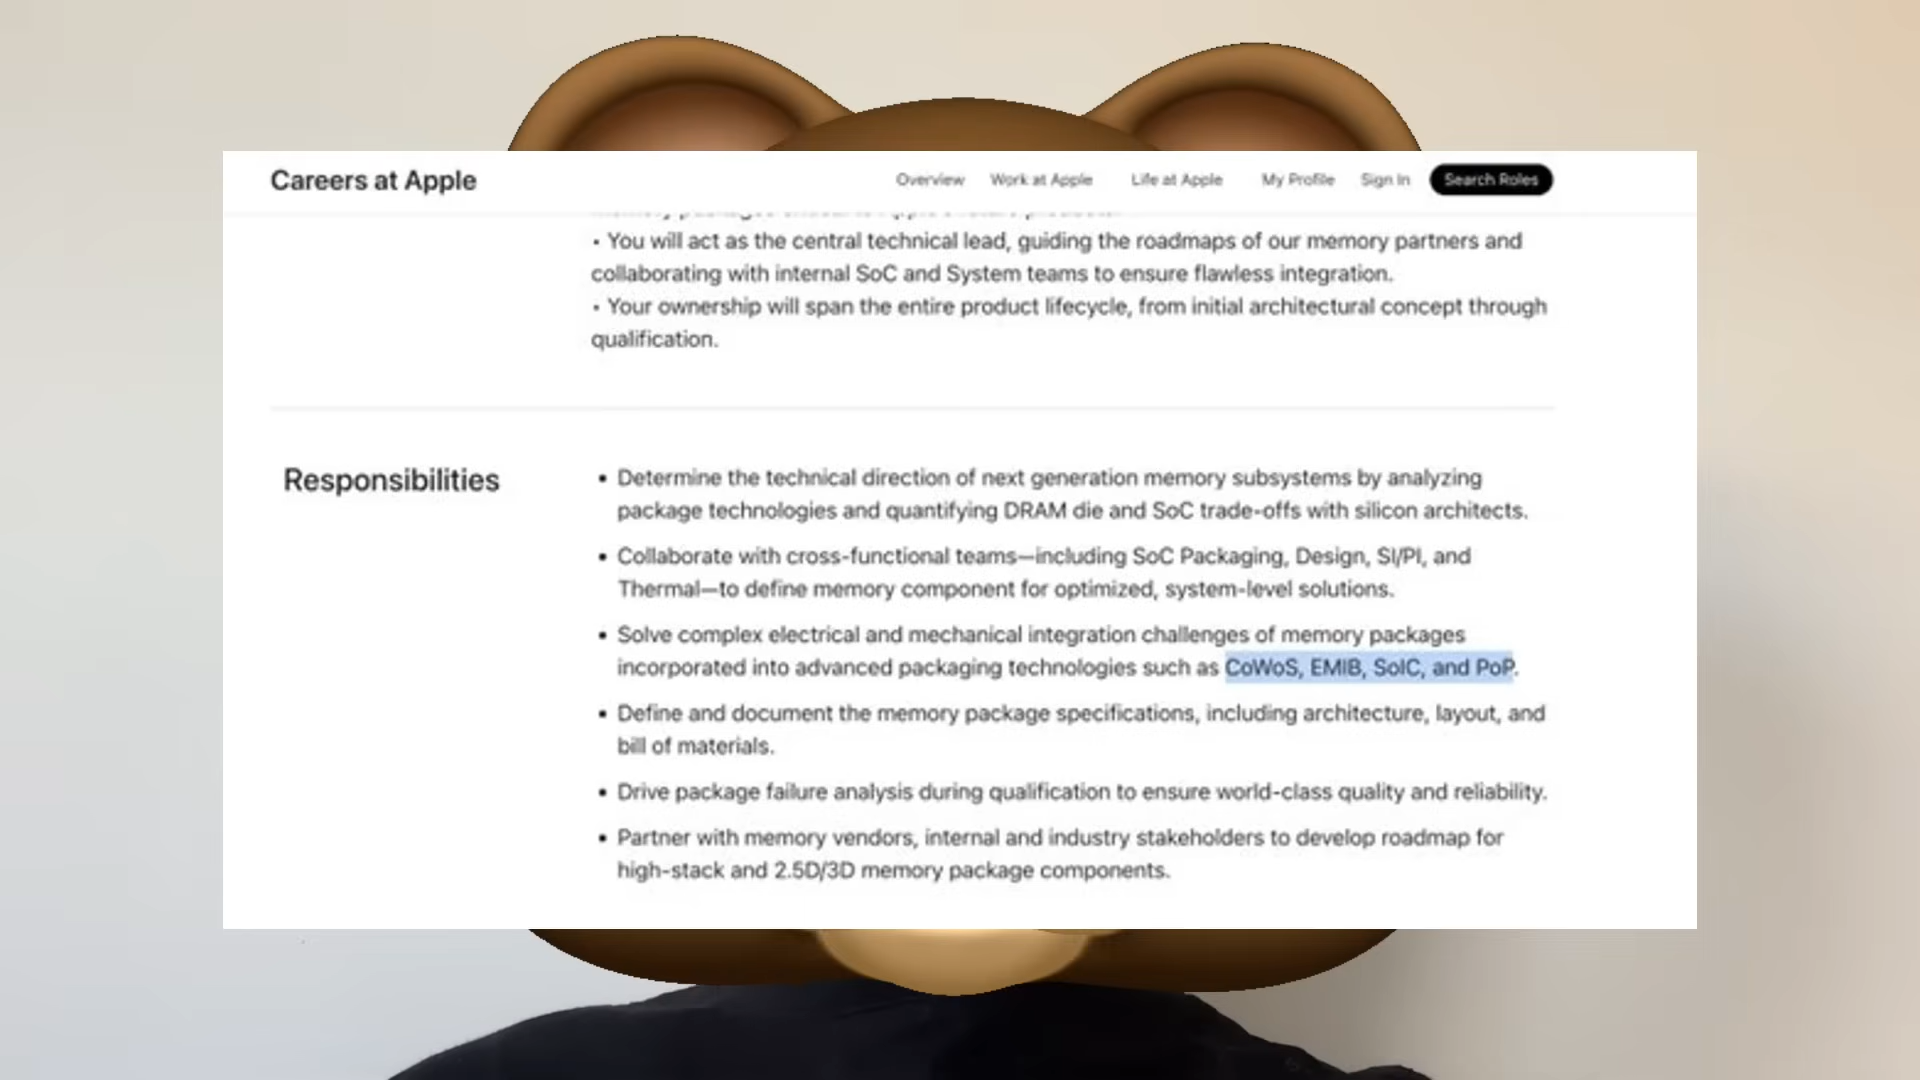 Careers at Apple
Overview Work at Apple Life at Apple My Profile Sign In Search Roles
• You will act as the central technical lead, guiding the roadmaps of our memory partners and
collaborating with internal SoC and System teams to ensure flawless integration.
• Your ownership will span the entire product lifecycle, from initial architectural concept through
qualification.
Responsibilities
• Determine the technical direction of next generation memory subsystems by analyzing
package technologies and quantifying DRAM die and SoC trade-offs with silicon architects.
• Collaborate with cross-functional teams—including SoC Packaging, Design, SI/PI, and
Thermal—to define memory component for optimized, system-level solutions.
• Solve complex electrical and mechanical integration challenges of memory packages
incorporated into advanced packaging technologies such as CoWoS, EMIB, SoIC, and PoP.
• Define and document the memory package specifications, including architecture, layout, and
bill of materials.
• Drive package failure analysis during qualification to ensure world-class quality and reliability.
• Partner with memory vendors, internal and industry stakeholders to develop roadmap for
high-stack and 2.5D/3D memory package components.